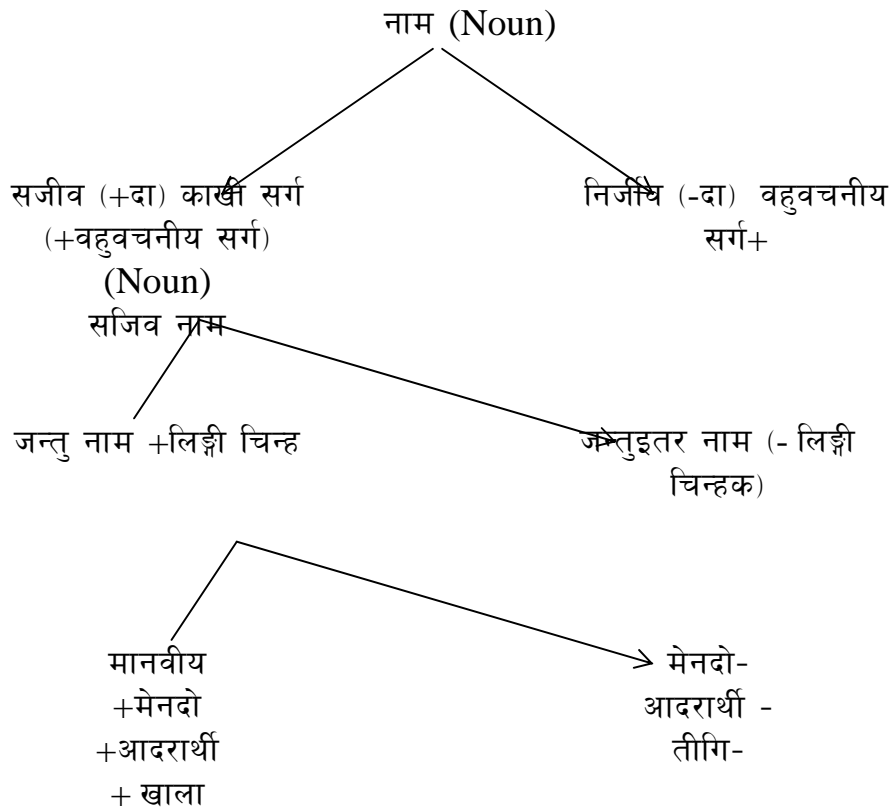 नाम (Noun)
सजीव (+दा) कारखी सर्ग
(+वहुवचनीय सर्ग)
निर्जीव (-दा) वहुवचनीय
सर्ग+
(Noun)
सजिव नाम
जन्तु नाम +लिङ्गी चिन्ह
जन्तुइतर नाम (- लिङ्गी
चिन्हक)
मानवीय
+मेनदो
+आदरार्थी
+ खाला
मेनदो-
आदरार्थी -
तीगि-